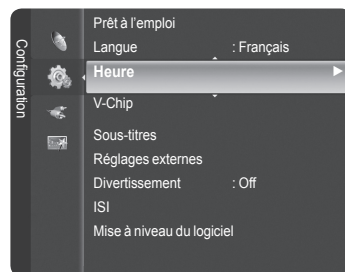 Configuration
Prêt à l'emploi
Langue : Français
Heure
V-Chip
Sous-titres
Réglages externes
Divertissement : Off
ISI
Mise à niveau du logiciel